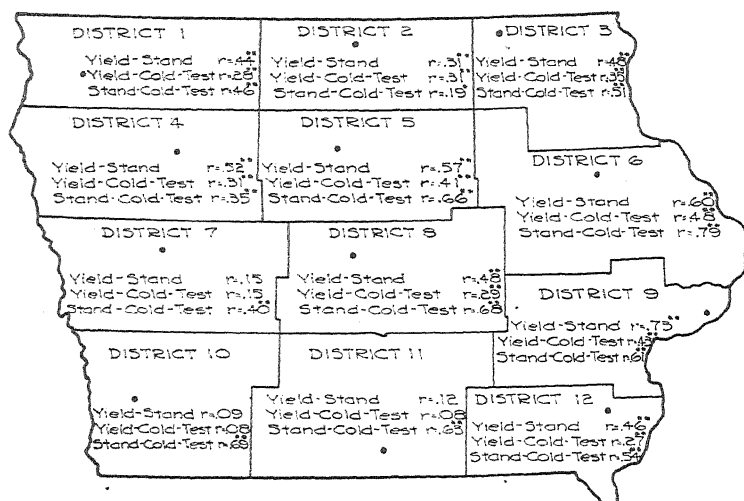 DISTRICT 1
Yield-Stand r=.44**
Yield-Cold-Test r=.28**
Stand-Cold-Test r=.46**
DISTRICT 2
Yield-Stand r=.31**
Yield-Cold-Test r=.31**
Stand-Cold-Test r=.19*
DISTRICT 3
Yield-Stand r=.48**
Yield-Cold-Test r=.35**
Stand-Cold-Test r=.51**
DISTRICT 4
Yield-Stand r=.52**
Yield-Cold-Test r=.31**
Stand-Cold-Test r=.35**
DISTRICT 5
Yield-Stand r=.57**
Yield-Cold-Test r=.41**
Stand-Cold-Test r=.66**
DISTRICT 6
Yield-Stand r=.60**
Yield-Cold-Test r=.48**
Stand-Cold-Test r=.79**
DISTRICT 7
Yield-Stand r=.15
Yield-Cold-Test r=.15
Stand-Cold-Test r=.40**
DISTRICT 8
Yield-Stand r=.48**
Yield-Cold-Test r=.29**
Stand-Cold-Test r=.68**
DISTRICT 9
Yield-Stand r=.75**
Yield-Cold-Test
Stand-Cold-Test r=.61**
DISTRICT 10
Yield-Stand r=.09
Yield-Cold-Test r=.08
Stand-Cold-Test r=.69**
DISTRICT 11
Yield-Stand r=.12
Yield-Cold-Test r=.08
Stand-Cold-Test r=.63**
DISTRICT 12
Yield-Stand r=.46**
Yield-Cold-Test r=.27**
Stand-Cold-Test r=.54**